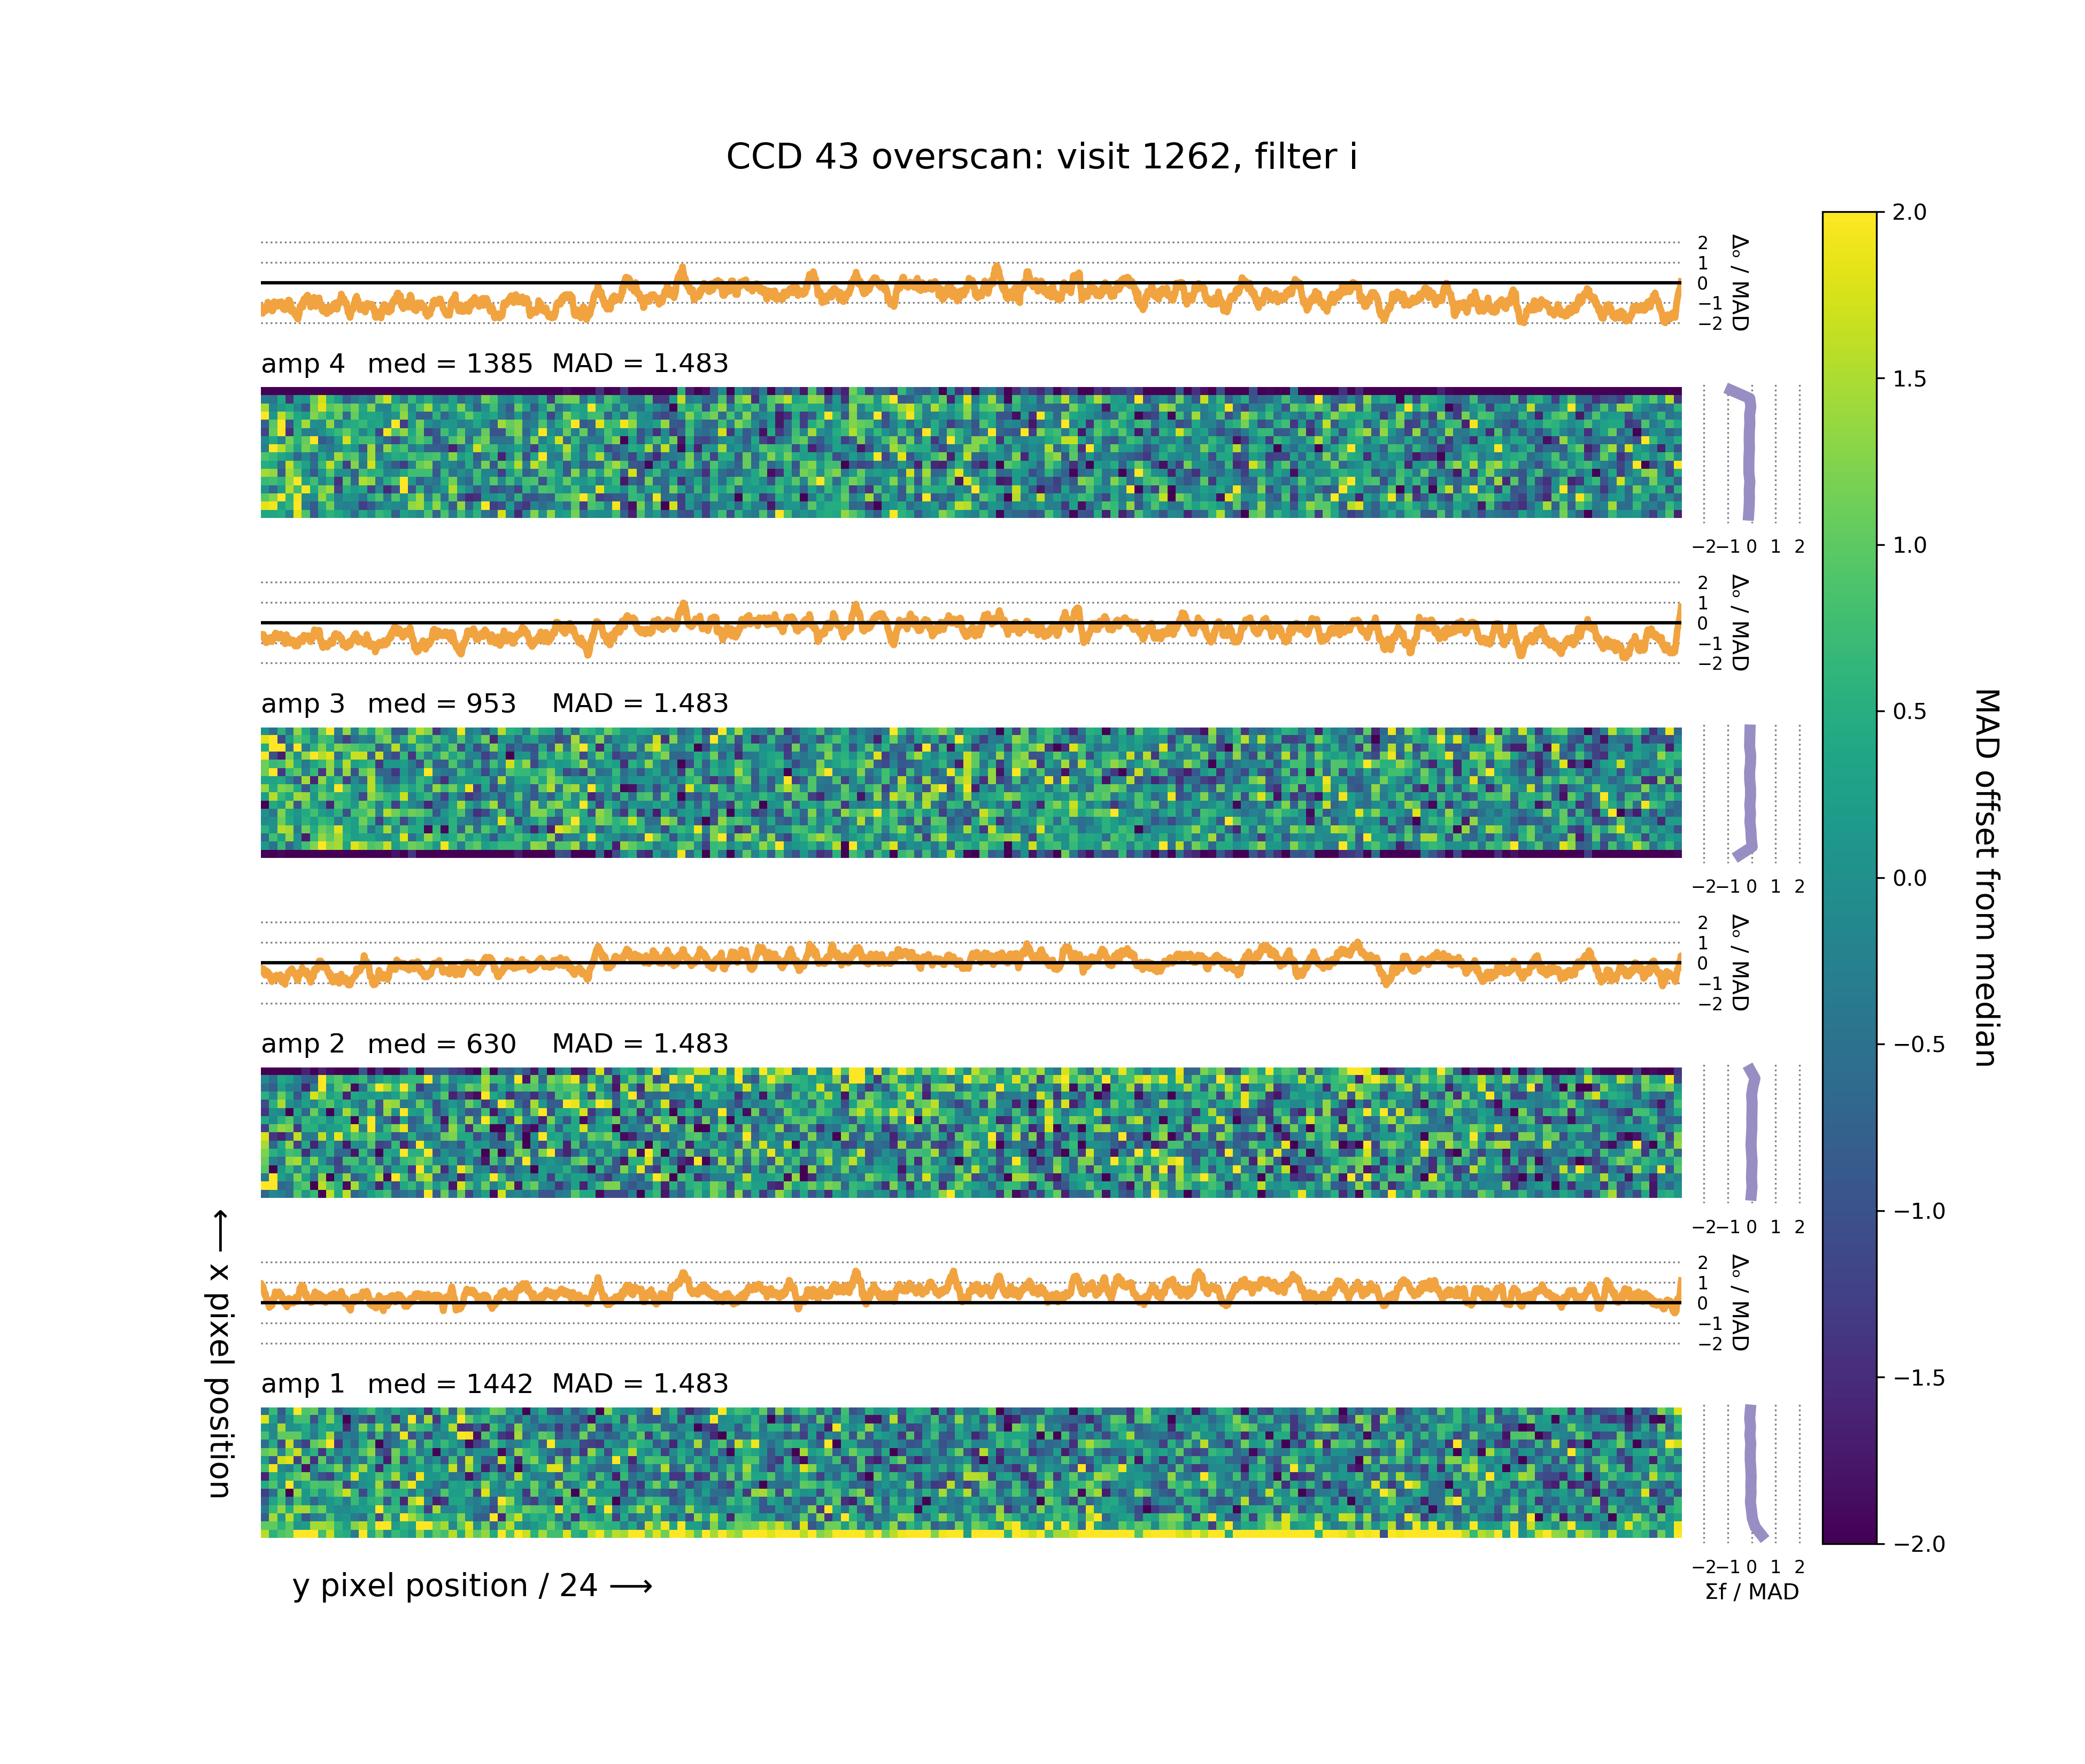 CCD 43 overscan: visit 1262, filter i
2
1
0
−1
−2
Δₒ / MAD
amp 4 med = 1385 MAD = 1.483
−2 −1 0 1 2
2
1
0
−1
−2
Δₒ / MAD
amp 3 med = 953 MAD = 1.483
−2 −1 0 1 2
2
1
0
−1
−2
Δₒ / MAD
amp 2 med = 630 MAD = 1.483
−2 −1 0 1 2
2
1
0
−1
−2
Δₒ / MAD
amp 1 med = 1442 MAD = 1.483
−2 −1 0 1 2
Σf / MAD
x pixel position ⟶
y pixel position / 24 ⟶
2.0
1.5
1.0
0.5
0.0
−0.5
−1.0
−1.5
−2.0
MAD offset from median